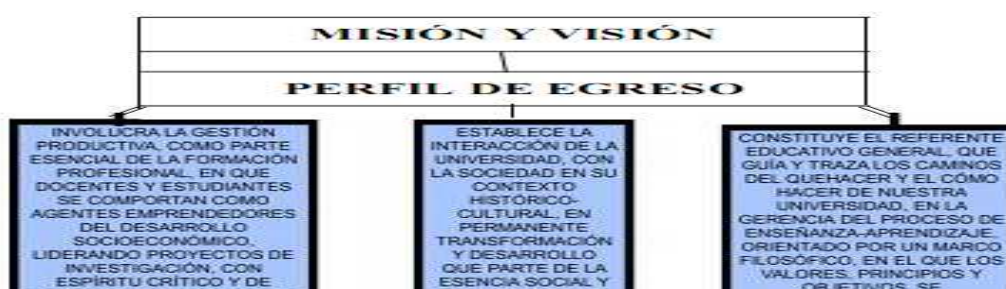 MISIÓN Y VISIÓN
PERFIL DE EGRESO
INVOLUCRA LA GESTIÓN
PRODUCTIVA, COMO PARTE
ESENCIAL DE LA FORMACIÓN
PROFESIONAL, EN QUE
DOCENTES Y ESTUDIANTES
SE COMPORTAN COMO
AGENTES EMPRENDEDORES
DEL DESARROLLO
SOCIOECONÓMICO,
LIDERANDO PROYECTOS DE
INVESTIGACIÓN, CON
ESPÍRITU CRÍTICO Y DE
ESTABLECE LA
INTERACCIÓN DE LA
UNIVERSIDAD, CON
LA SOCIEDAD EN SU
CONTEXTO
HISTÓRICO-
CULTURAL, EN
PERMANENTE
TRANSFORMACIÓN
Y DESARROLLO
QUE PARTE DE LA
ESENCIA SOCIAL Y
CONSTITUYE EL REFERENTE
EDUCATIVO GENERAL, QUE
GUÍA Y TRAZA LOS CAMINOS
DEL QUEHACER Y EL CÓMO
HACER DE NUESTRA
UNIVERSIDAD, EN LA
GERENCIA DEL PROCESO DE
ENSEÑANZA-APRENDIZAJE,
ORIENTADO POR UN MARCO
FILOSÓFICO, EN EL QUE LOS
VALORES, PRINCIPIOS Y
OBJETIVOS, SE